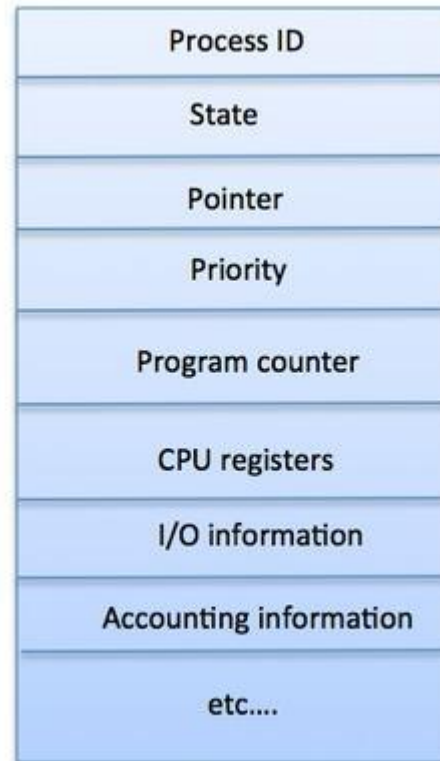 Process ID
State
Pointer
Priority
Program counter
CPU registers
I/O information
Accounting information
etc....